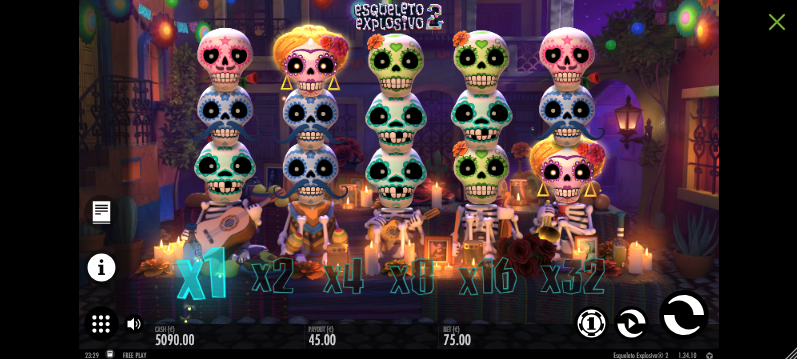 ESQUELETO
EXPLOSIVO 2
x1 x2 x4 x8 x16 x32
CASH (€) PAYOUT (€) BET (€)
5090.00 45.00 75.00
23:29 FREE PLAY Esqueleto Explosivo® 2 1.34.10